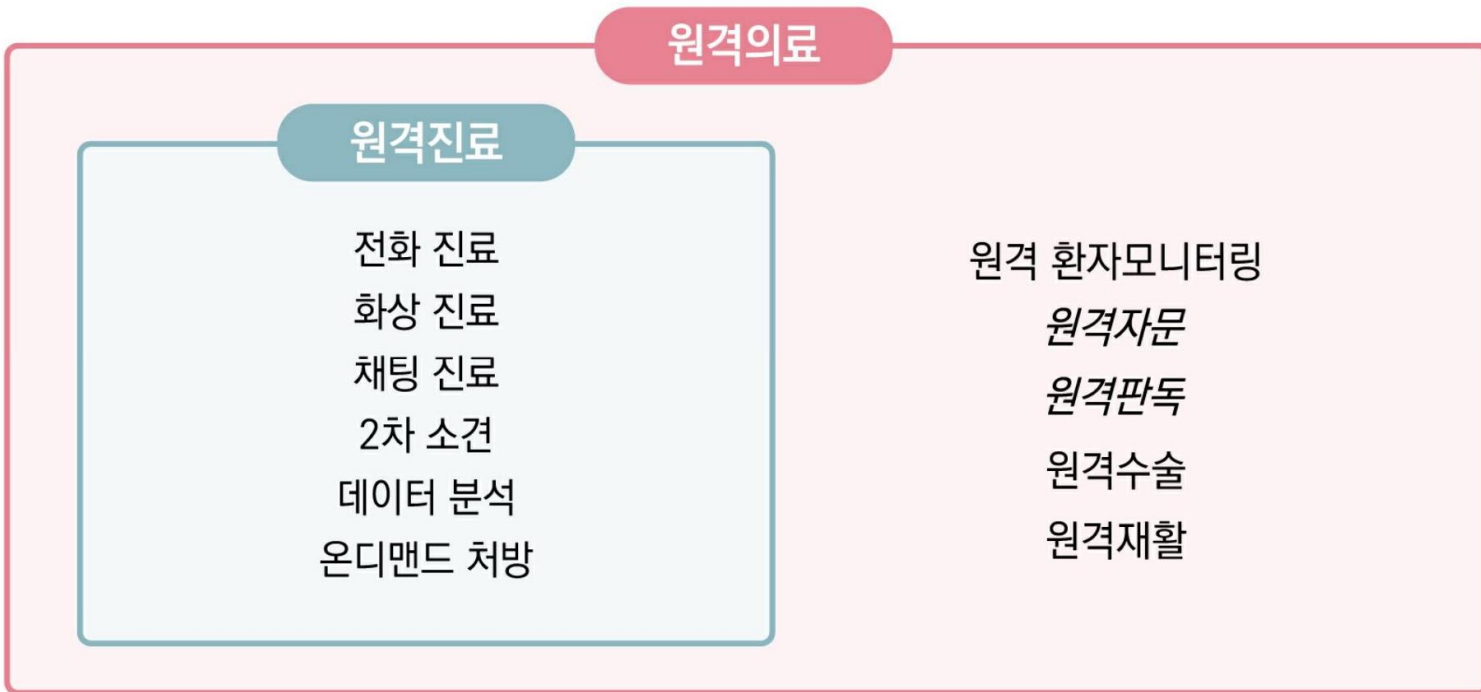 원격의료
원격진료
전화 진료
화상 진료
채팅 진료
2차 소견
데이터 분석
온디맨드 처방
원격 환자모니터링
원격자문
원격판독
원격수술
원격재활